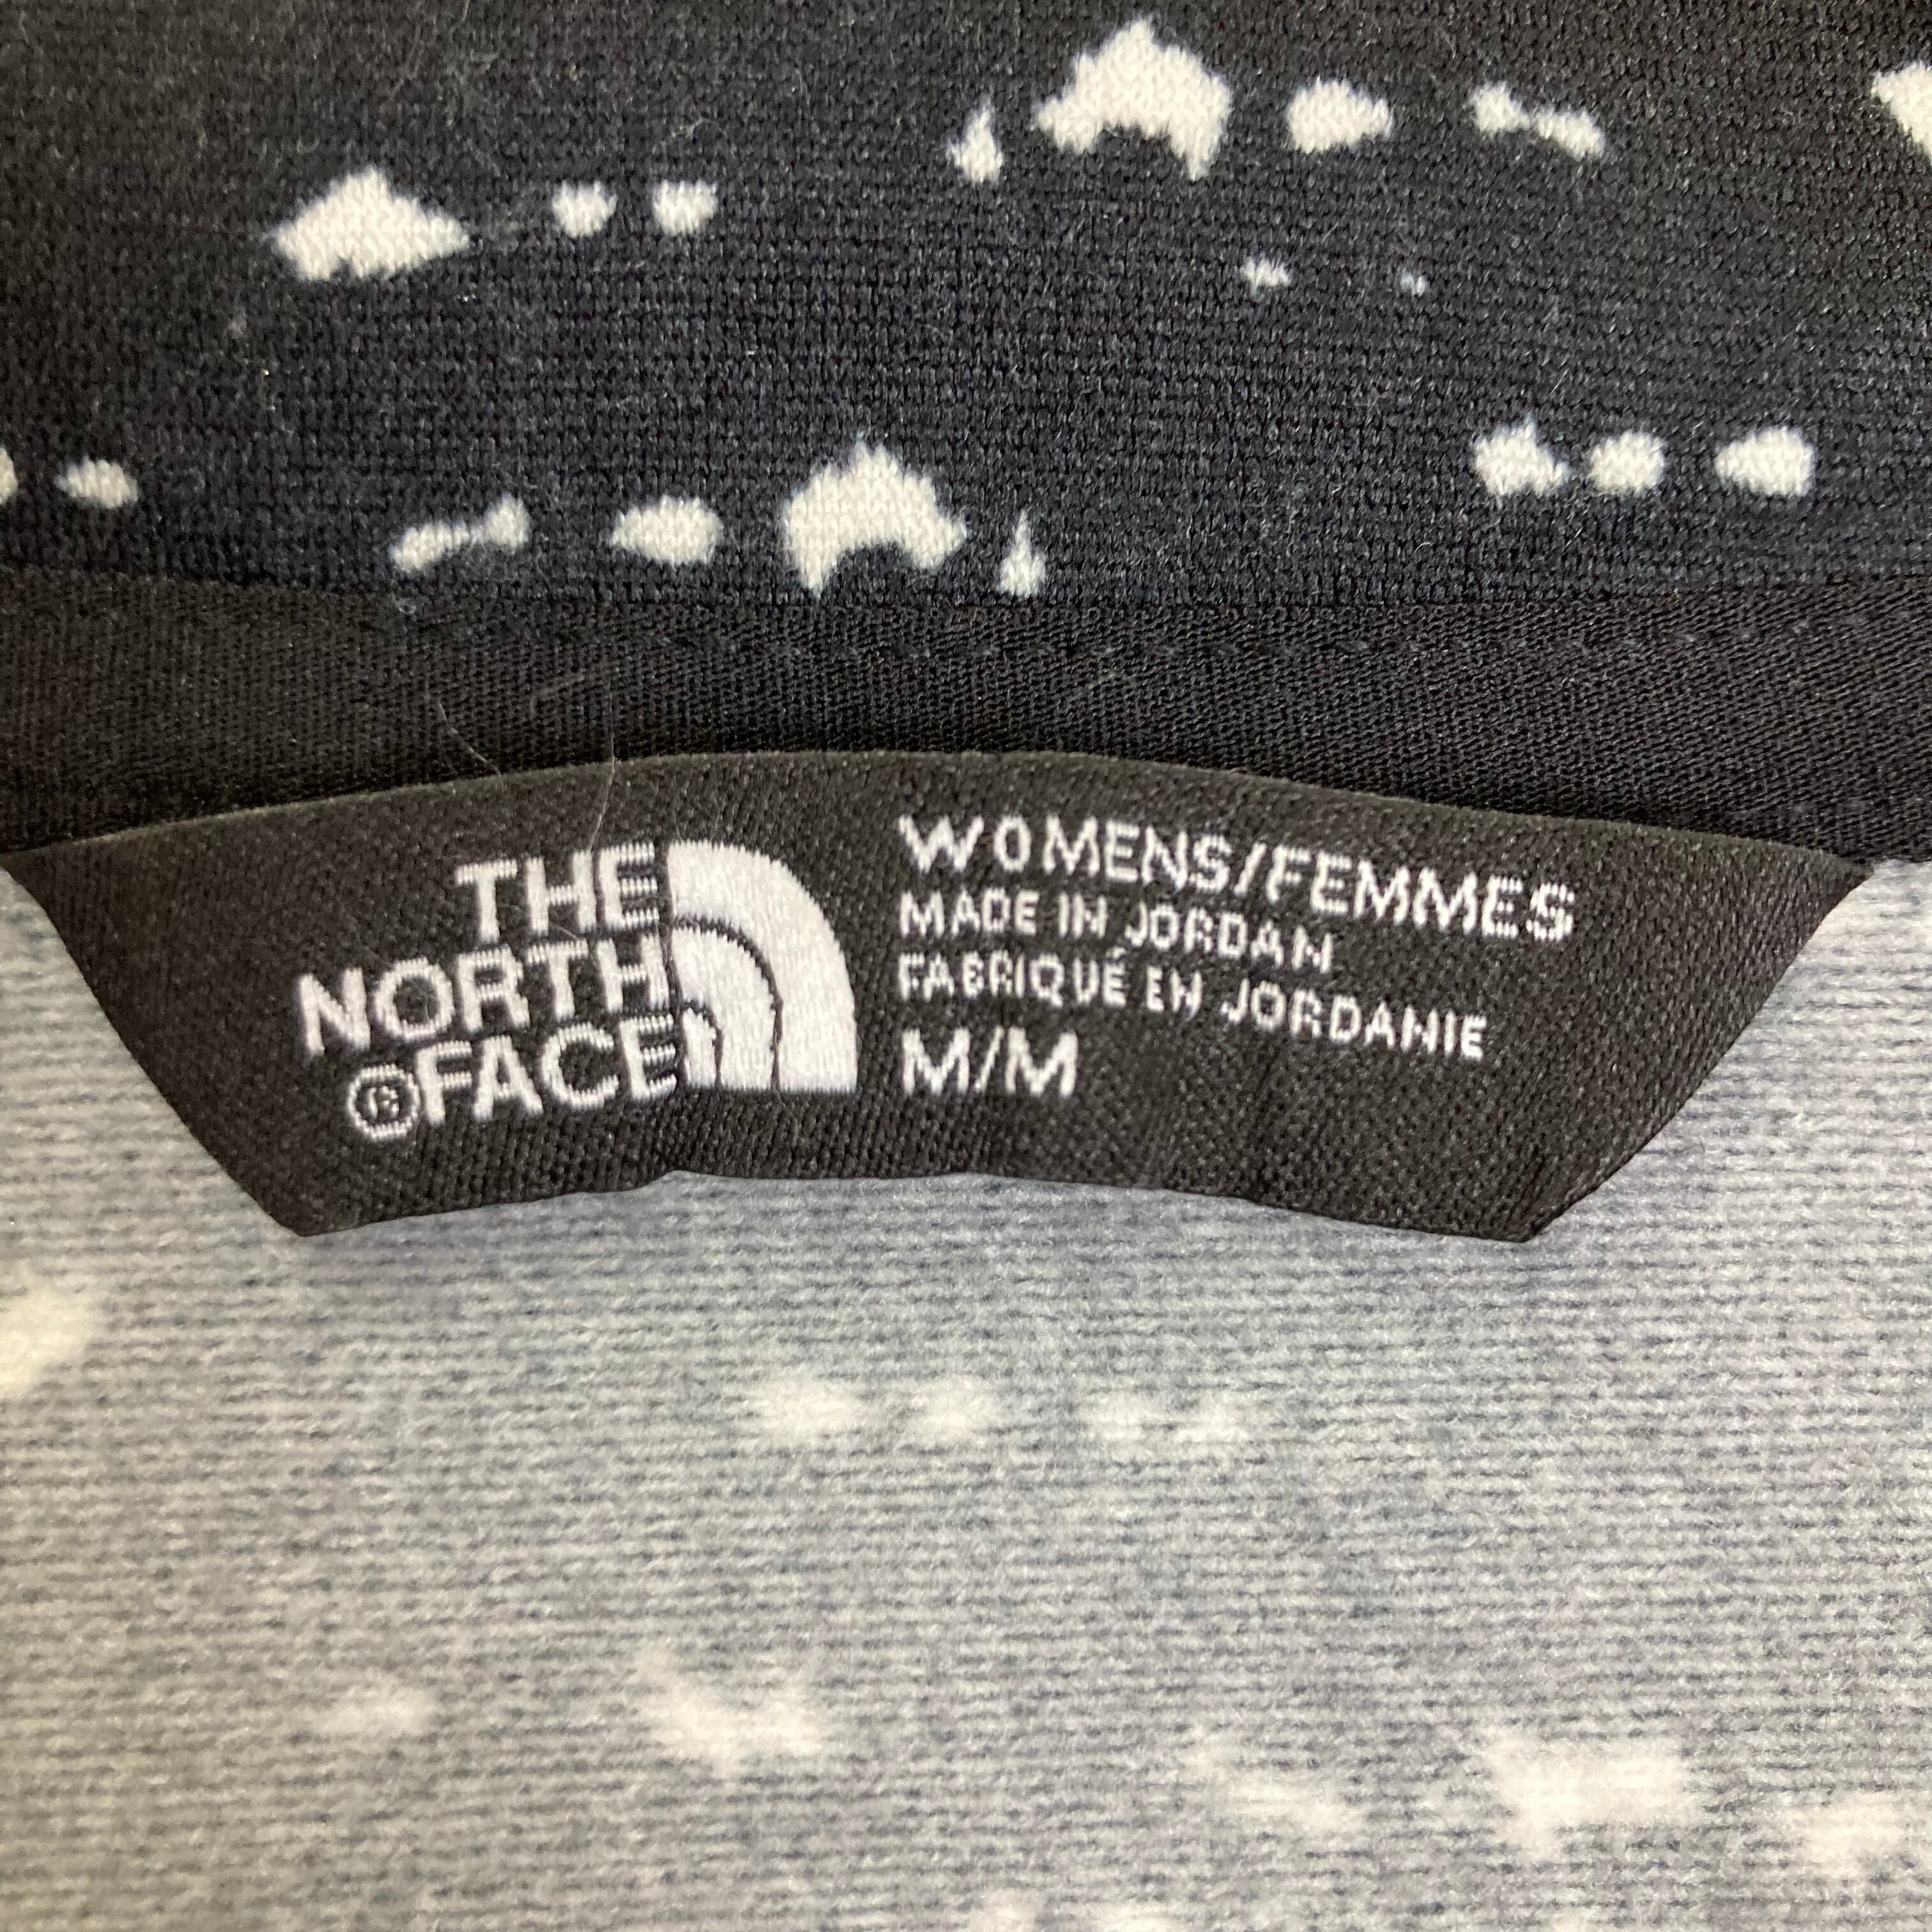 THE
NORTH
®FACE
WOMENS/FEMMES
MADE IN JORDAN
FABRIQUÉ EN JORDANIE
M/M